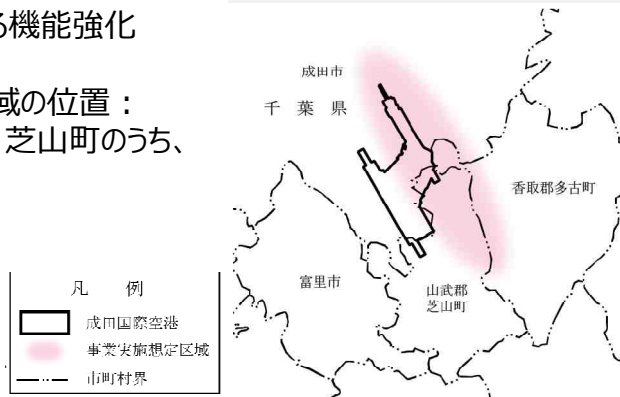 る機能強化
域の位置：
芝山町のうち、
成田市
千葉県
香取郡多古町
富里市
山武郡
芝山町
凡 例
成田国際空港
事業実施想定区域
市町村界